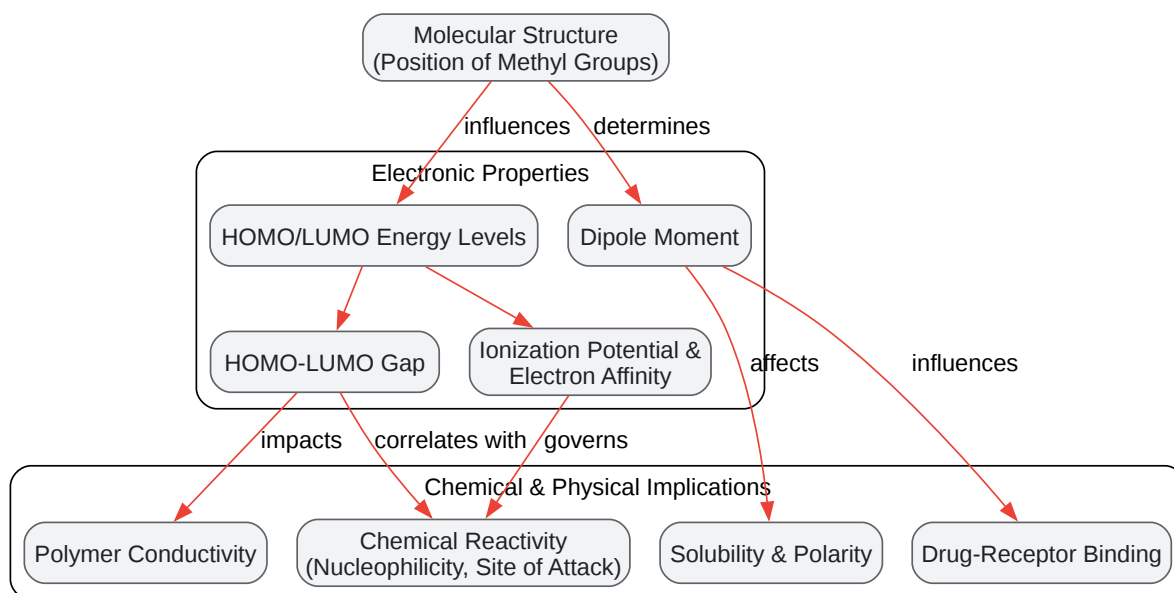 Molecular Structure
(Position of Methyl Groups)
influences
determines
Electronic Properties
HOMO/LUMO Energy Levels
Dipole Moment
HOMO-LUMO Gap
Ionization Potential &
Electron Affinity
affects
influences
impacts
correlates with
governs
Chemical & Physical Implications
Polymer Conductivity
Chemical Reactivity
(Nucleophilicity, Site of Attack)
Solubility & Polarity
Drug-Receptor Binding